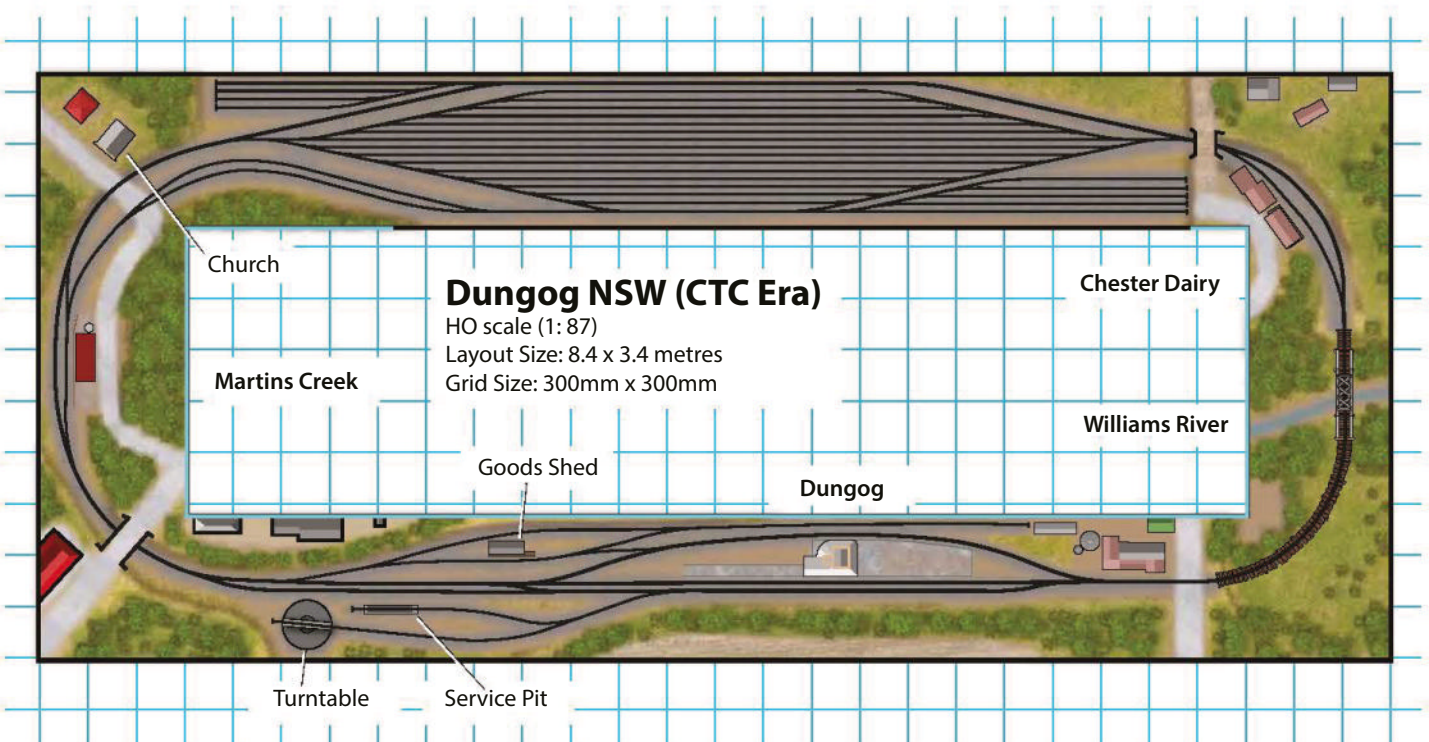 Church
Dungog NSW (CTC Era)
HO scale (1: 87)
Layout Size: 8.4 x 3.4 metres
Grid Size: 300mm x 300mm
Chester Dairy
Martins Creek
Williams River
Goods Shed
Dungog
Turntable
Service Pit